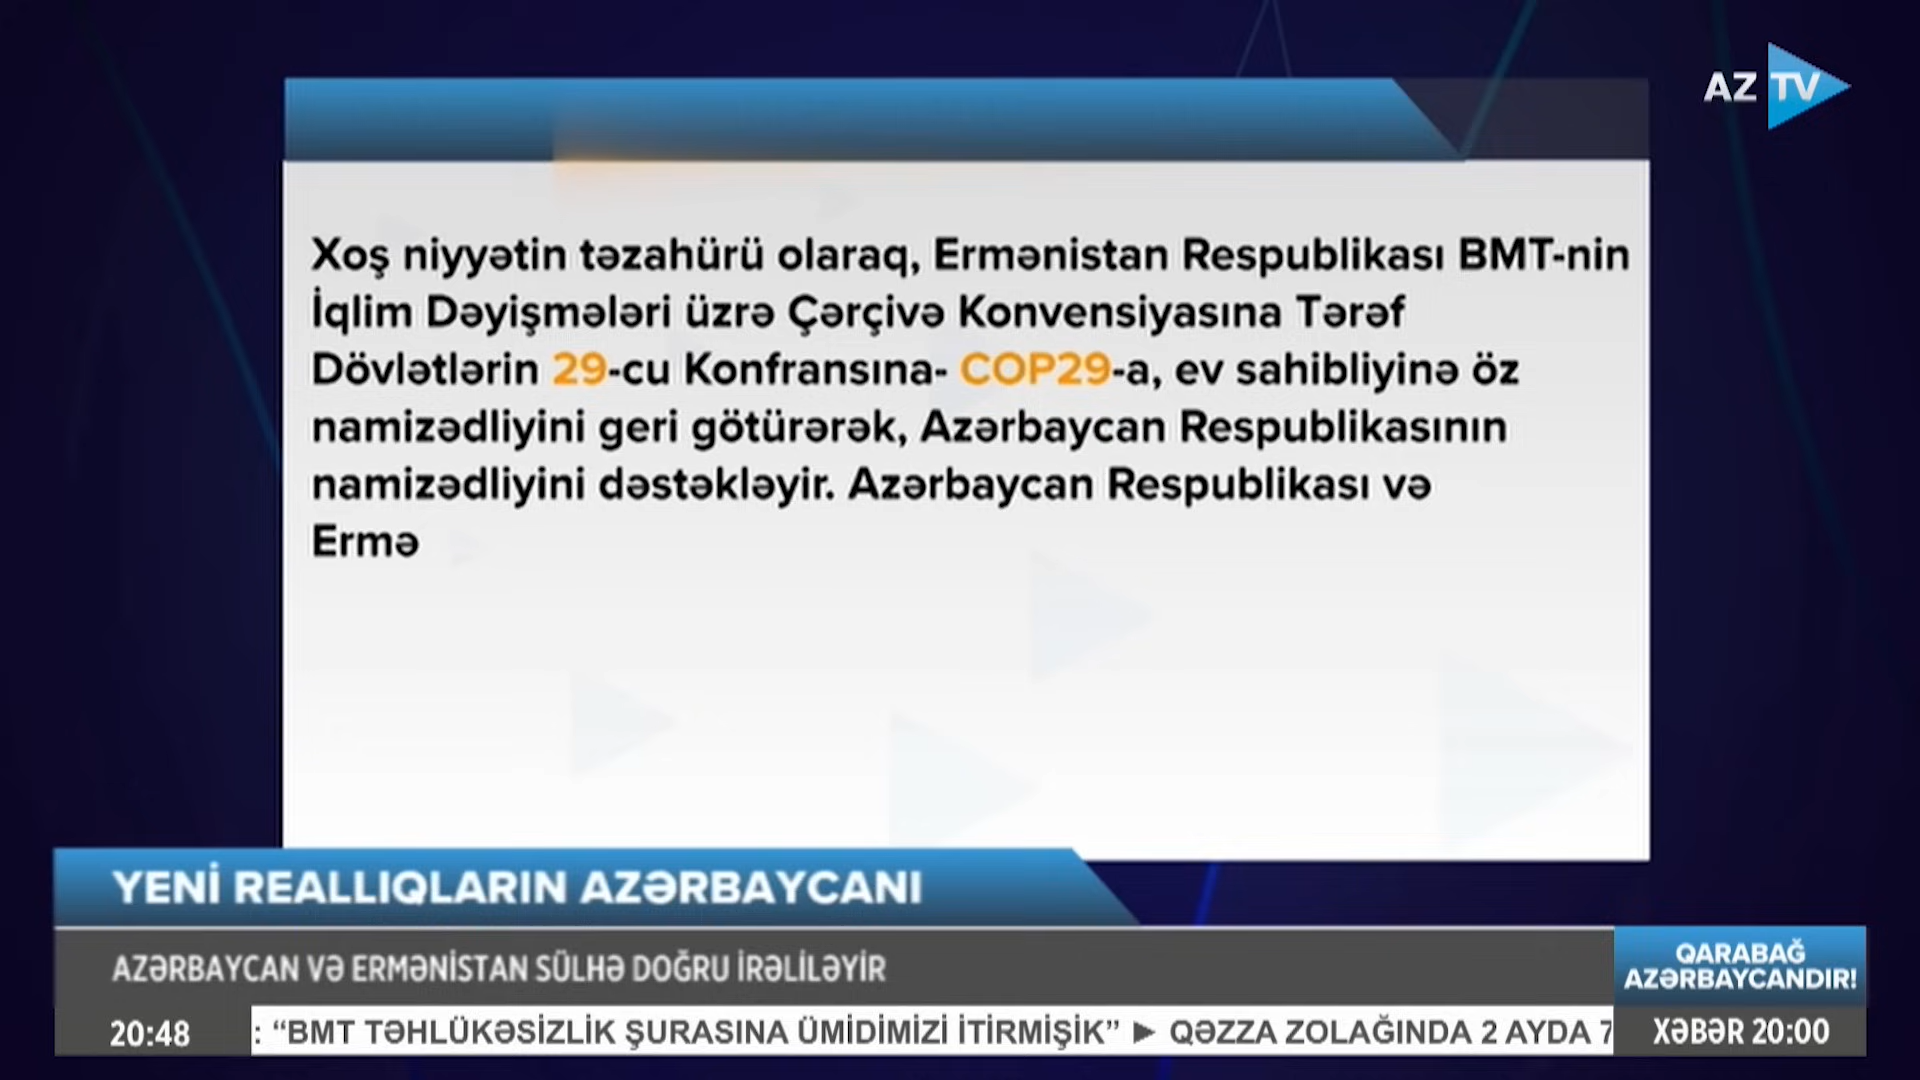 AZTV
Xoş niyyətin təzahürü olaraq, Ermənistan Respublikası BMT-nin
İqlim Dəyişmələri üzrə Çərçivə Konvensiyasına Tərəf
Dövlətlərin 29-cu Konfransına- COP29-a, ev sahibliyinə öz
namizədliyini geri götürərək, Azərbaycan Respublikasının
namizədliyini dəstəkləyir. Azərbaycan Respublikası və
Ermə
YENİ REALLIQLARIN AZƏRBAYCANI
AZƏRBAYCAN VƏ ERMƏNİSTAN SÜLHƏ DOĞRU İRƏLİLƏYİR
QARABAĞ
AZƏRBAYCANDIR!
20:48
: “BMT TƏHLÜKƏSİZLİK ŞURASINA ÜMİDİMİZİ İTİRMİŞİK” ► QƏZZA ZOLAĞINDA 2 AYDA 7
XƏBƏR 20:00